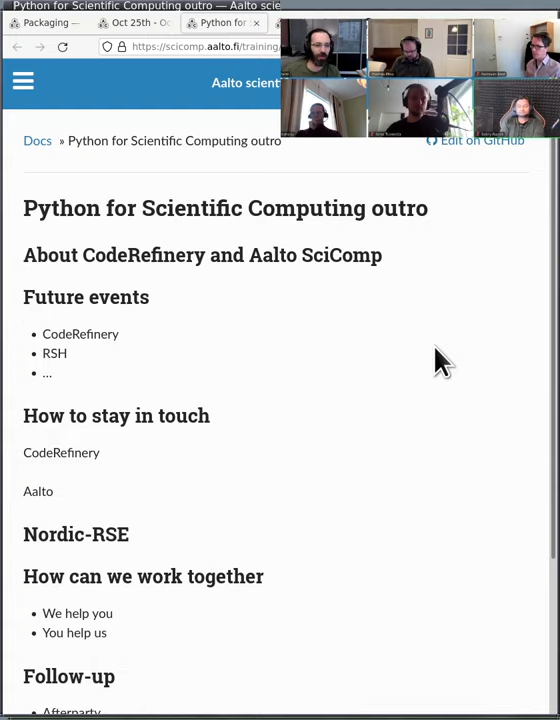 Python for Scientific Computing outro — Aalto scie
Packaging —
Oct 25th - Oc
Python for S
https://scicomp.aalto.fi/training/
Aalto scient
Docs » Python for Scientific Computing outro
Edit on GitHub
Python for Scientific Computing outro
About CodeRefinery and Aalto SciComp
Future events
• CodeRefinery
• RSH
• ...
How to stay in touch
CodeRefinery
Aalto
Nordic-RSE
How can we work together
• We help you
• You help us
Follow-up
• Afterparty